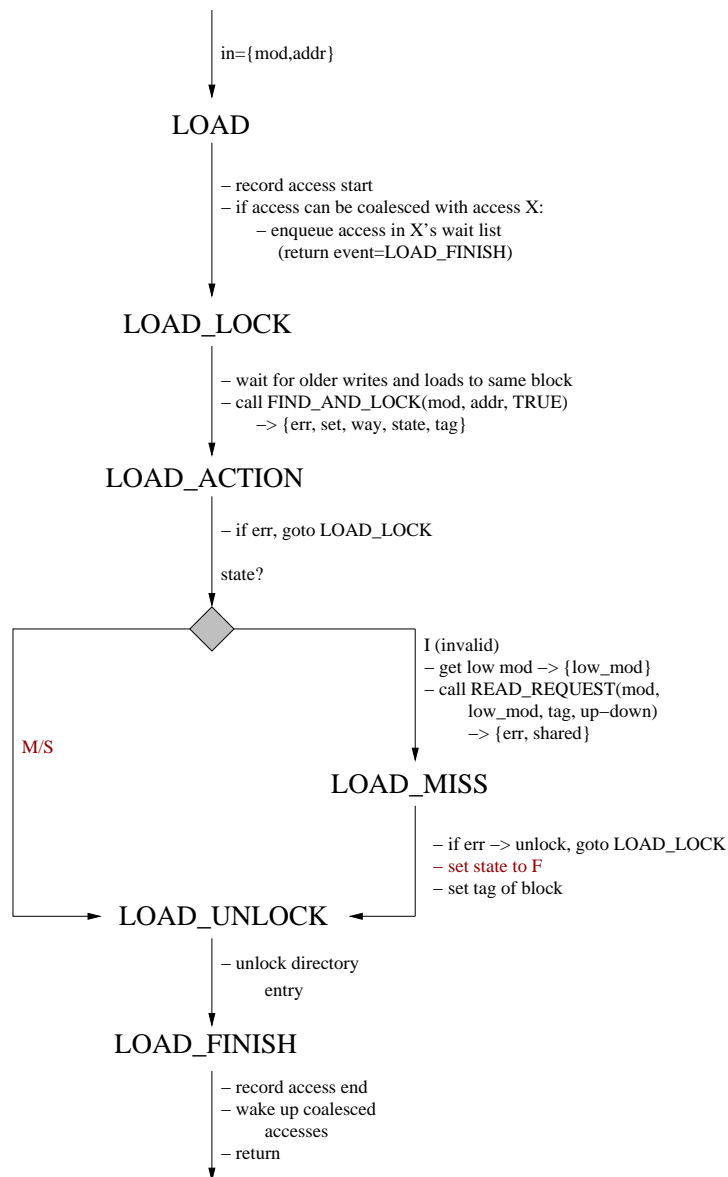 in={mod,addr}
LOAD
– record access start
– if access can be coalesced with access X:
– enqueue access in X's wait list
(return event=LOAD_FINISH)
LOAD_LOCK
– wait for older writes and loads to same block
– call FIND_AND_LOCK(mod, addr, TRUE)
–> {err, set, way, state, tag}
LOAD_ACTION
– if err, goto LOAD_LOCK
state?
I (invalid)
– get low mod –> {low_mod}
– call READ_REQUEST(mod,
low_mod, tag, up−down)
–> {err, shared}
M/S
LOAD_MISS
– if err –> unlock, goto LOAD_LOCK
– set state to F
– set tag of block
LOAD_UNLOCK
– unlock directory
entry
LOAD_FINISH
– record access end
– wake up coalesced
accesses
– return